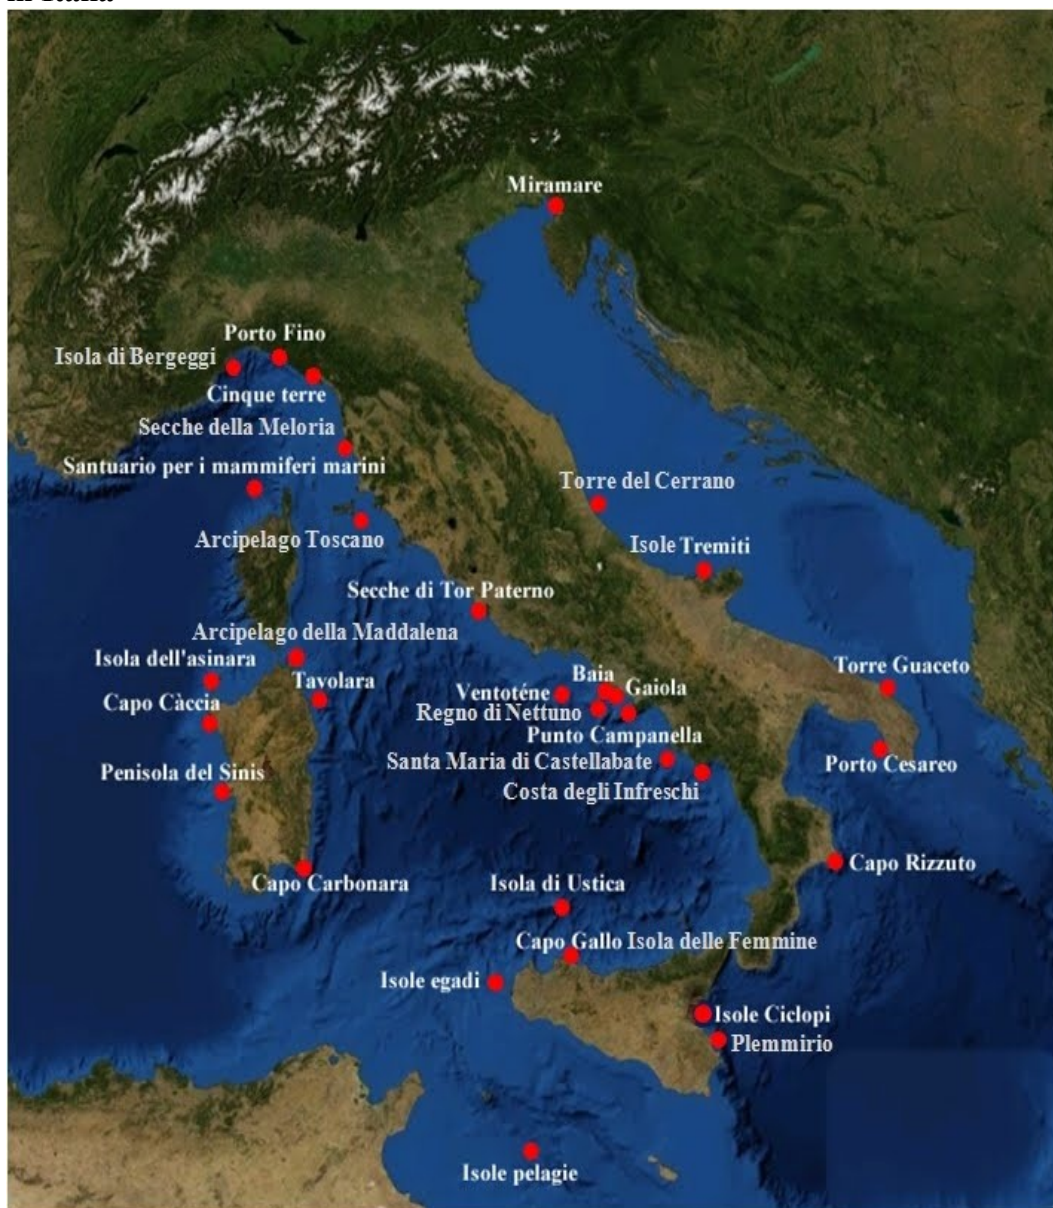 in Italia
Miramare
Porto Fino
Isola di Bergeggi
Cinque terre
Secche della Meloria
Santuario per i mammiferi marini
Torre del Cerrano
Arcipelago Toscano
Isole Tremiti
Secche di Tor Paterno
Arcipelago della Maddalena
Isola dell'asinara
Torre Guaceto
Baia
Tavolara
Ventoténe
Gaiola
Capo Càccia
Regno di Nettuno
Punto Campanella
Santa Maria di Castellabate
Porto Cesareo
Penisola del Sinis
Costa degli Infreschi
Capo Rizzuto
Capo Carbonara
Isola di Ustica
Capo Gallo Isola delle Femmine
Isole egadi
Isole Ciclopi
Plemmirio
Isole pelagie